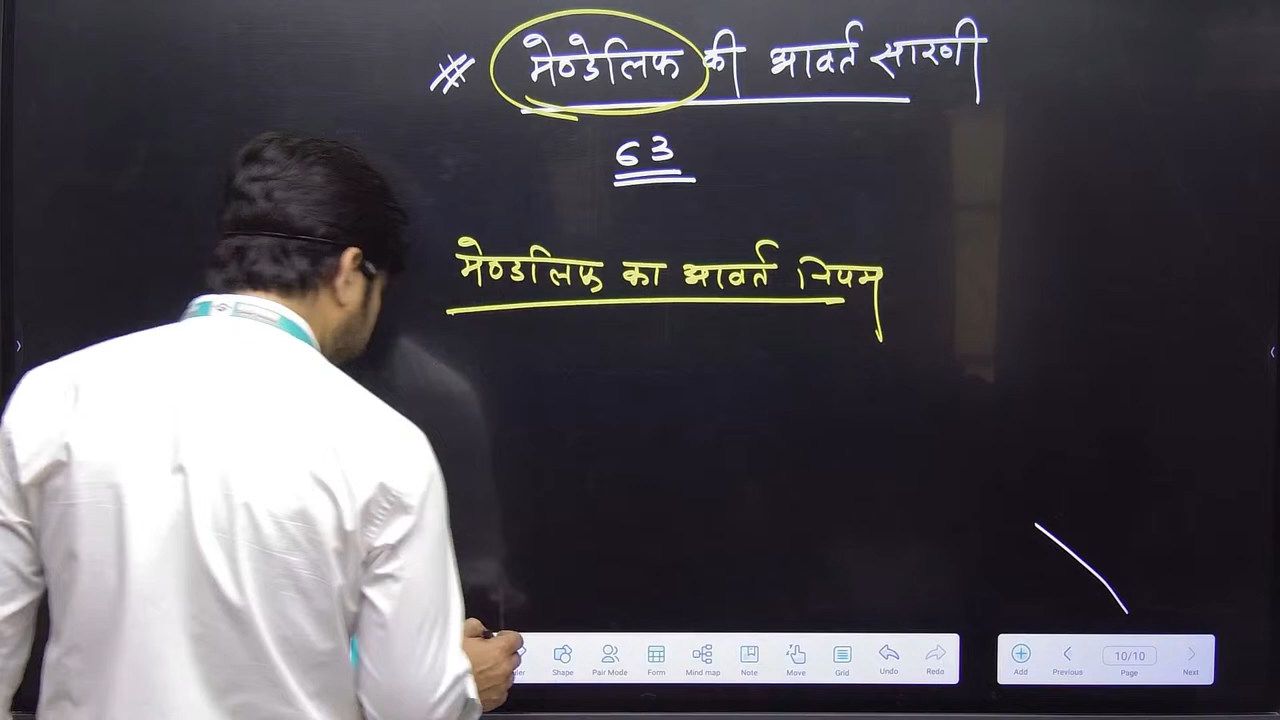 # मेण्डेलिफ की आवर्त सारणी
63
मेण्डलिफ का आवर्त नियम
Shape Pair Mode Form Mind map Note Move Grid Undo Redo
Add Previous 10/10 Page Next